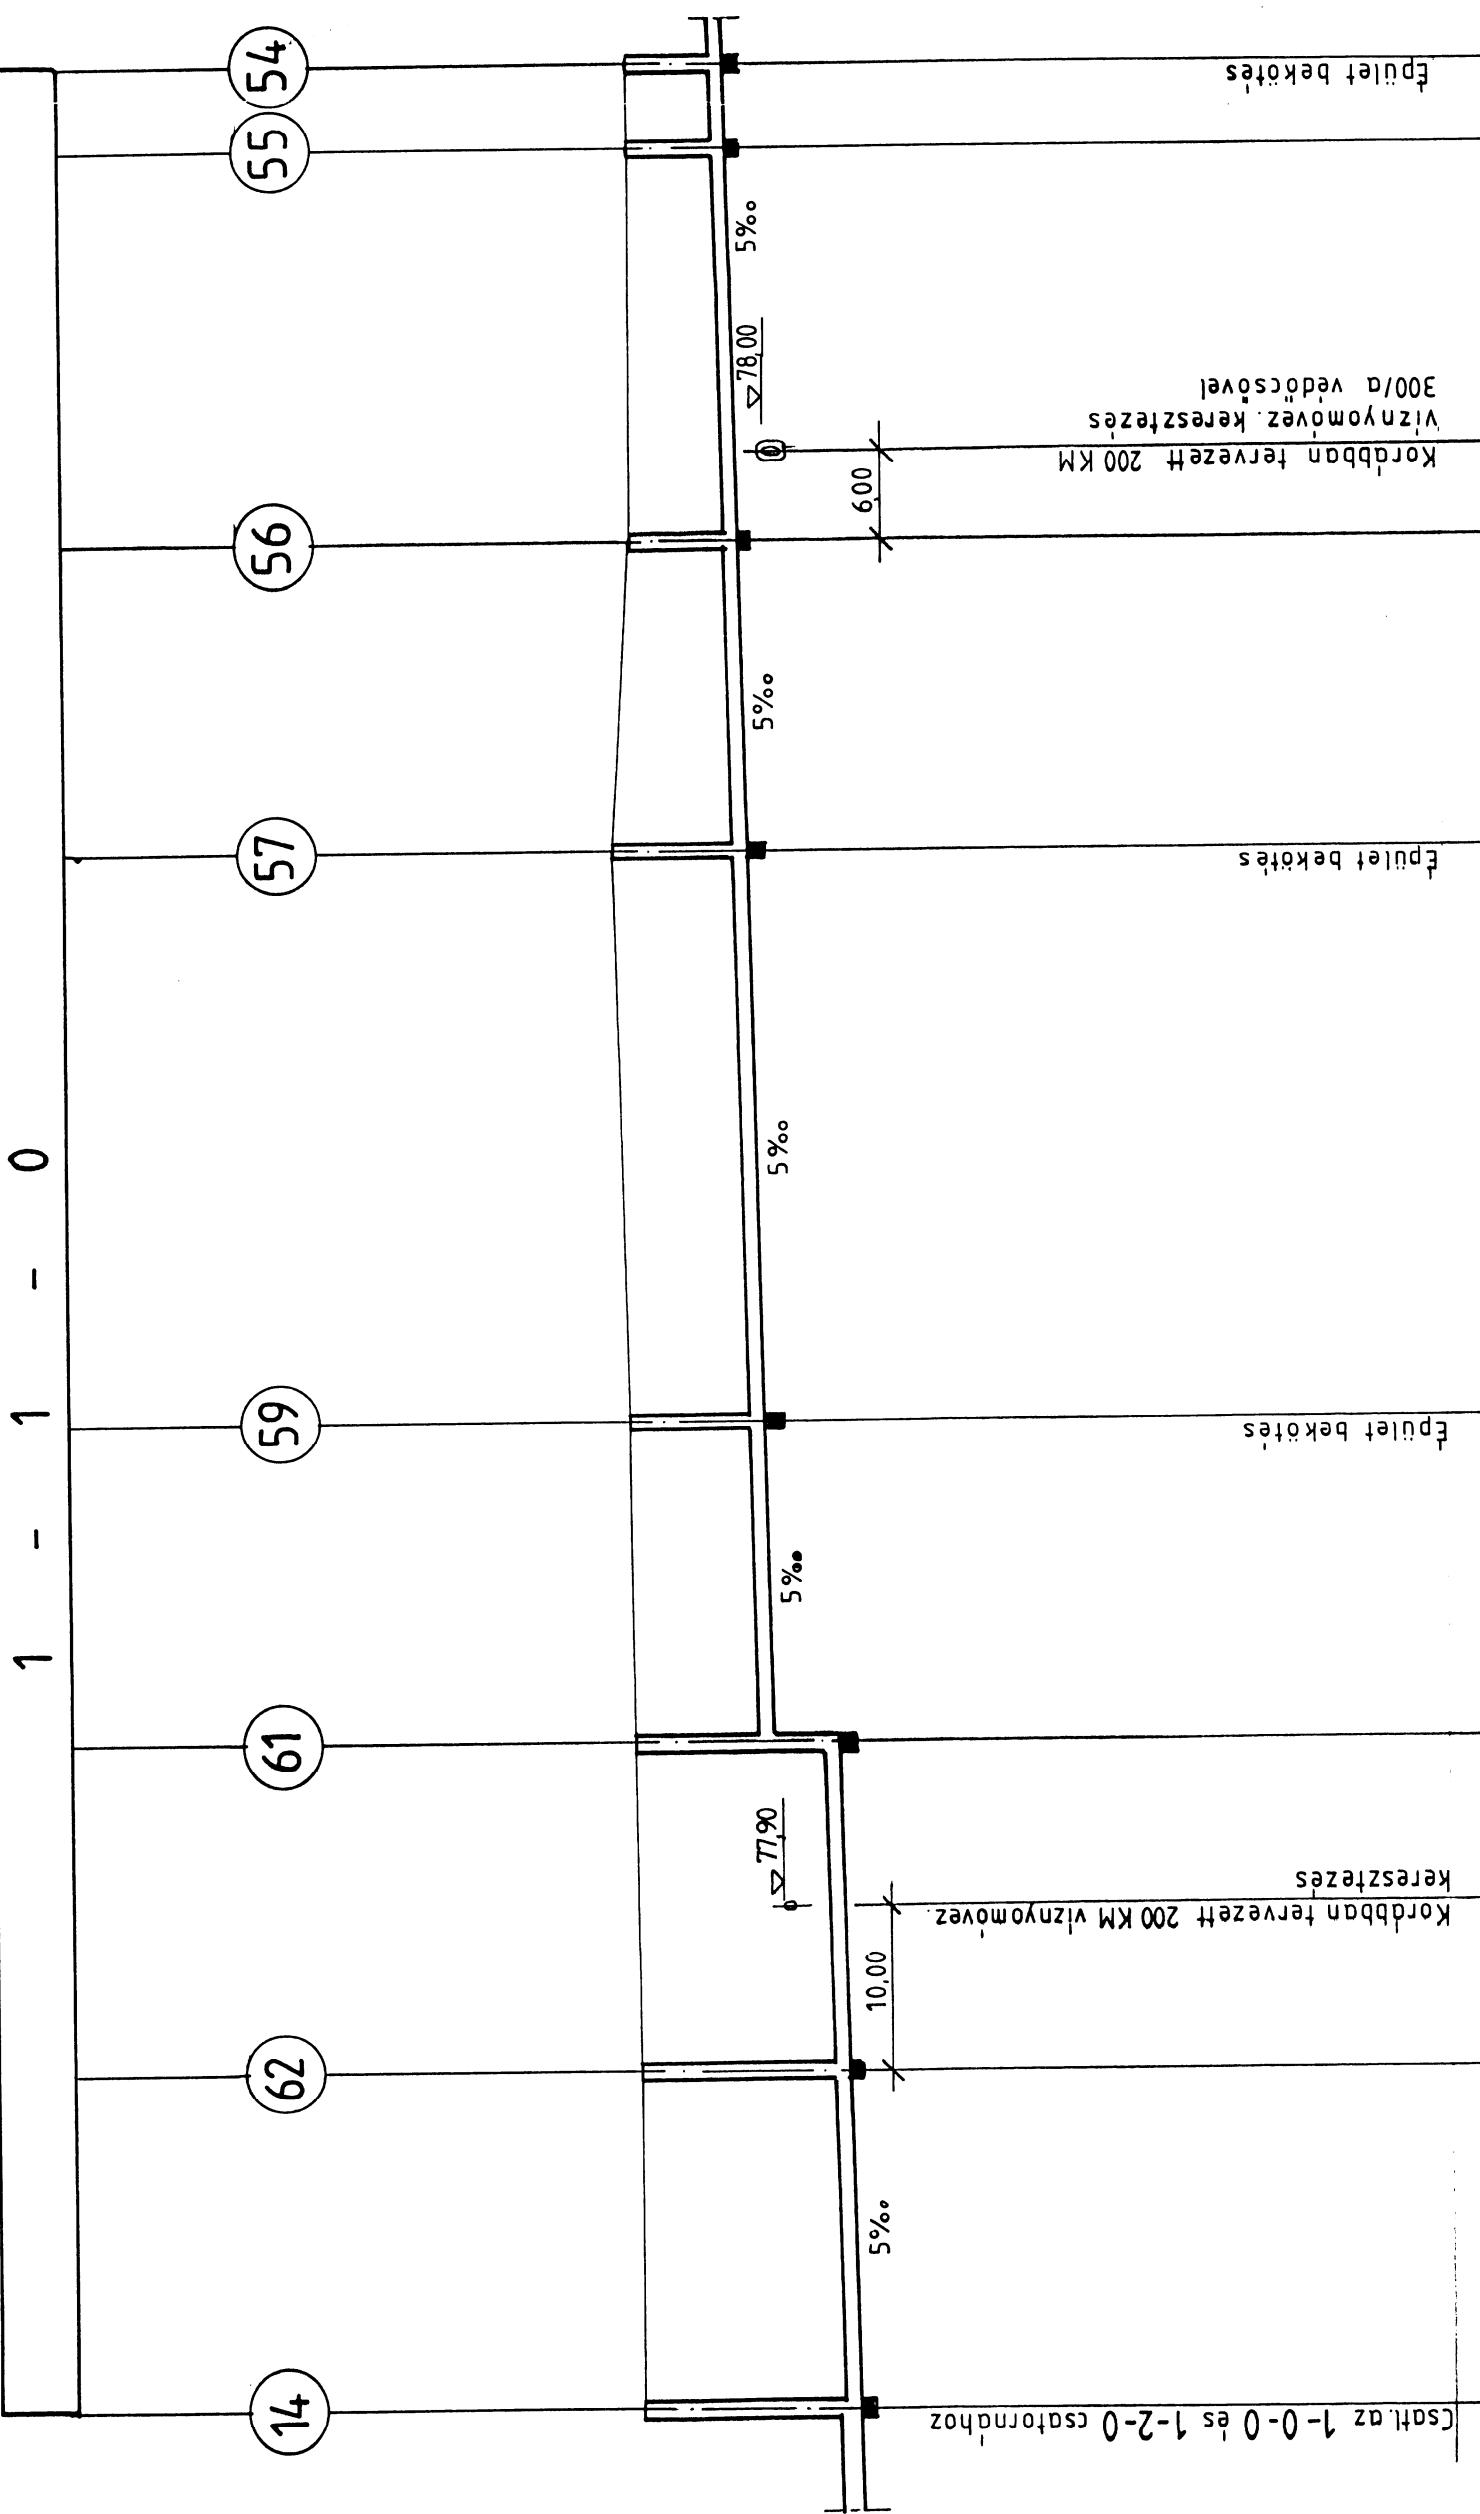 1 - 1 - 0
14
62
61
59
57
56
55
54
77,90
78,00
5‰
5‰
5‰
5‰
5‰
10,00
6,00
Csatl. az 1-0-0 és 1-2-0 csatornához
Korábban tervezett 200 KM víznyomóvez.
keresztezés
Épület bekötés
Épület bekötés
Korábban tervezett 200 KM
víznyomóvez. keresztezés
300/a védőcsővel
Épület bekötés